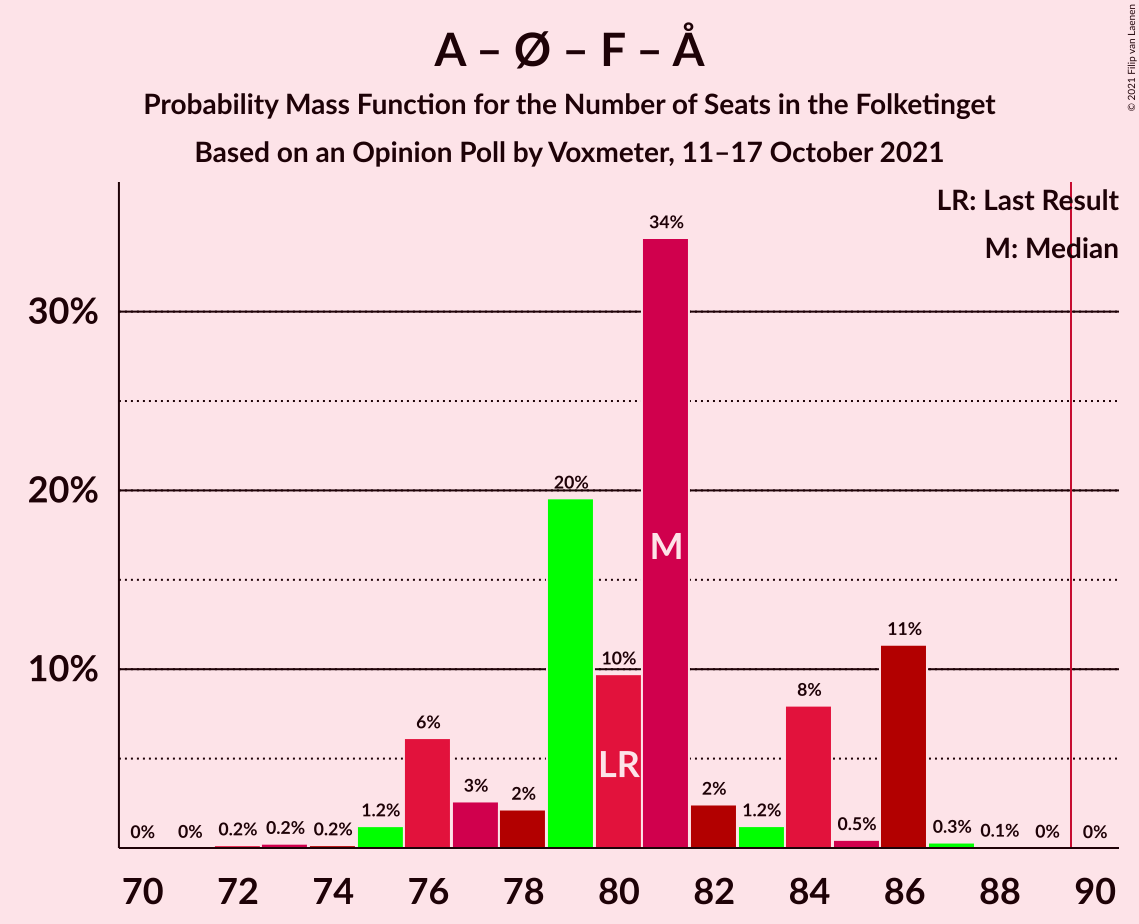 A – Ø – F – Å
Probability Mass Function for the Number of Seats in the Folketinget
Based on an Opinion Poll by Voxmeter, 11–17 October 2021
© 2021 Filip van Laenen
LR: Last Result
M: Median
34%
30%
20%
20%
M
11%
10%
10%
8%
6%
LR
3%
2%
2%
1.2%
1.2%
0.5%
0.3%
0% 0% 0.2% 0.2% 0.2% 0.1% 0% 0%
70 72 74 76 78 80 82 84 86 88 90